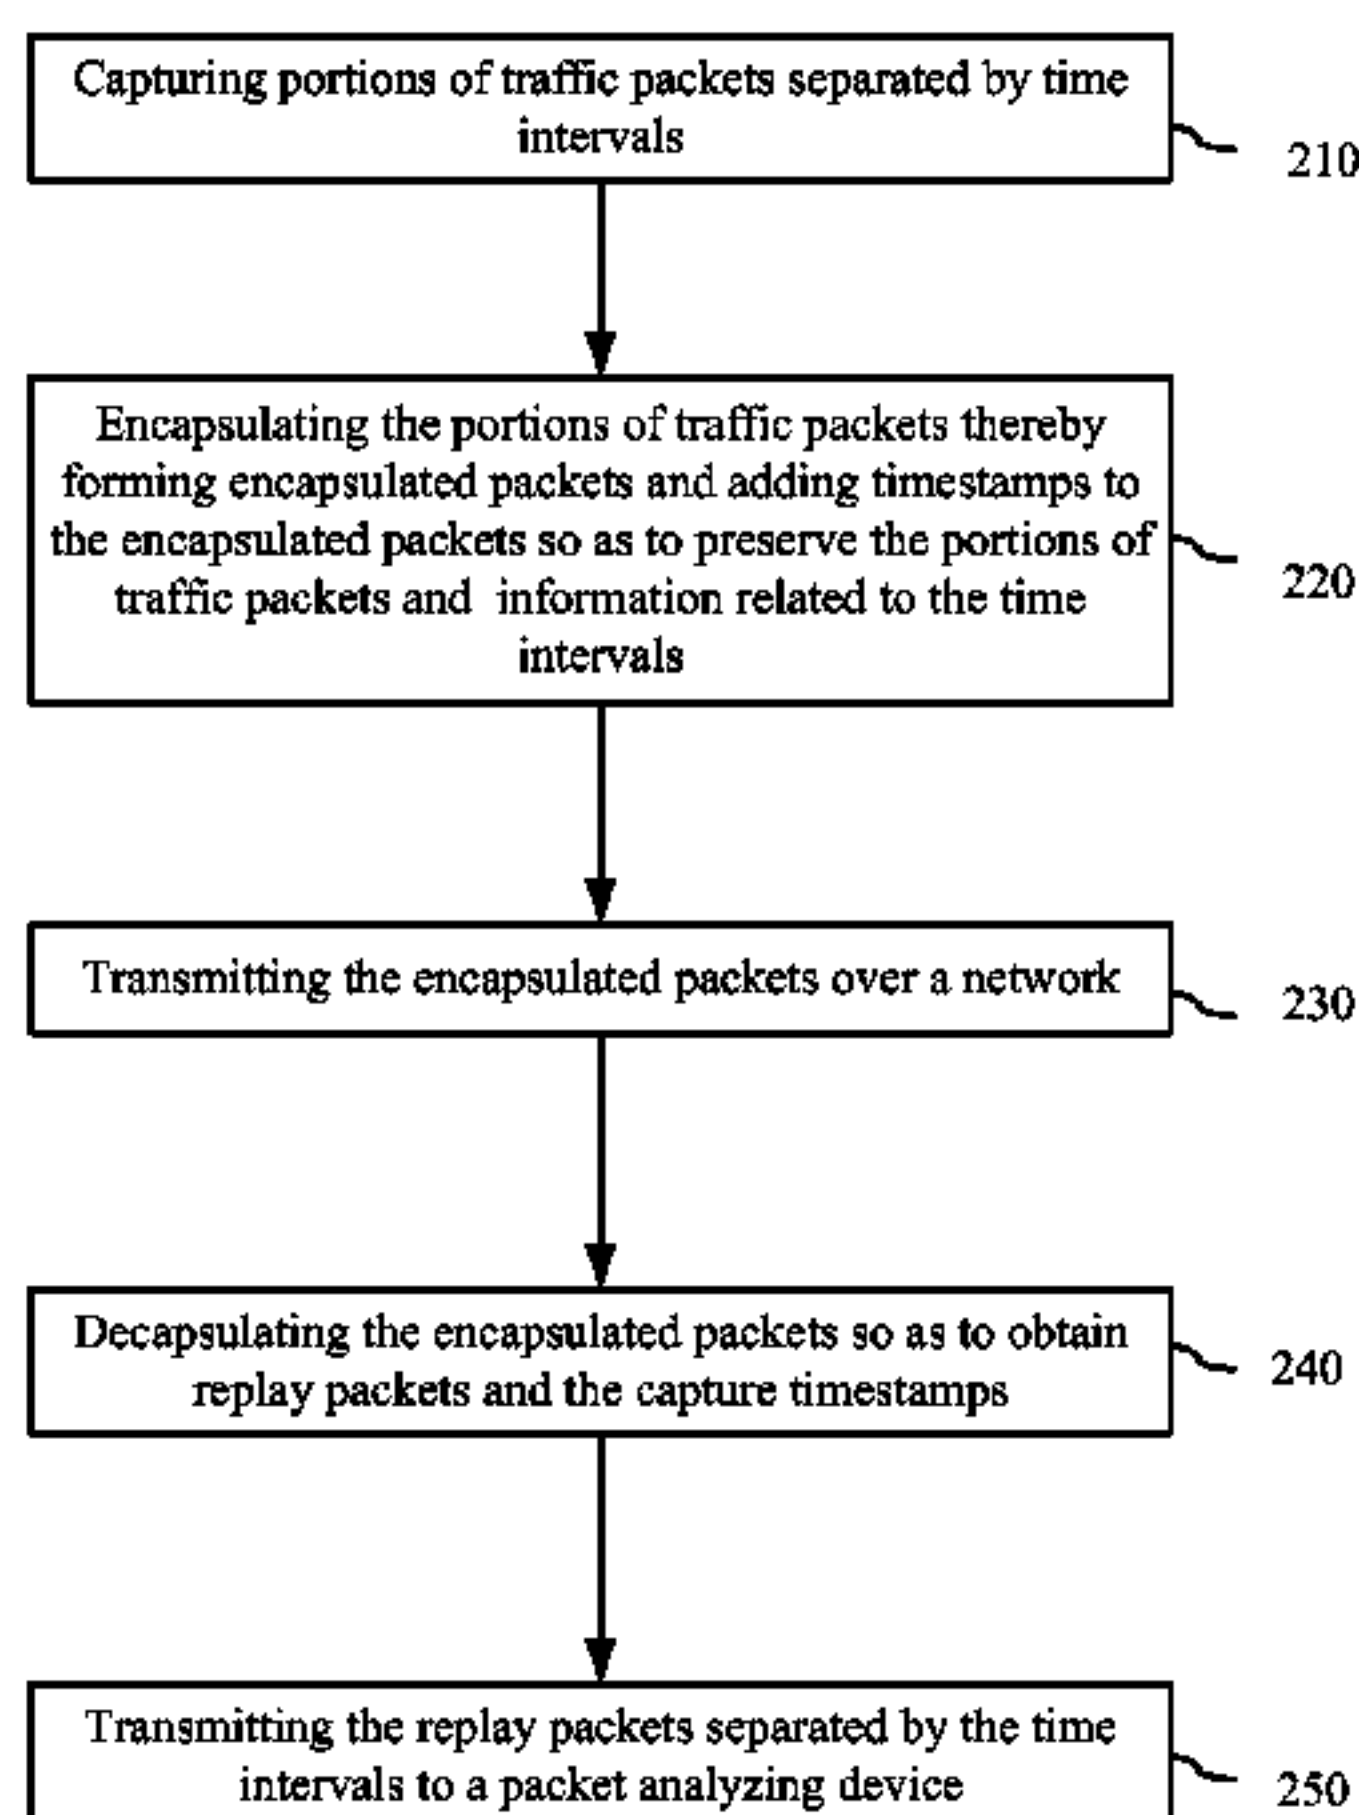 Capturing portions of traffic packets separated by time
intervals
210
Encapsulating the portions of traffic packets thereby
forming encapsulated packets and adding timestamps to
the encapsulated packets so as to preserve the portions of
traffic packets and information related to the time
intervals
220
Transmitting the encapsulated packets over a network
230
Decapsulating the encapsulated packets so as to obtain
replay packets and the capture timestamps
240
Transmitting the replay packets separated by the time
intervals to a packet analyzing device
250